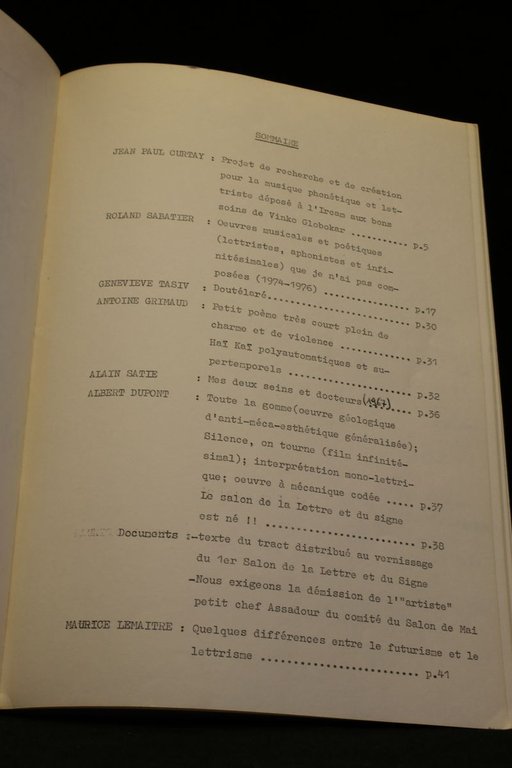 SOMMAIRE
JEAN PAUL CURTAY : Projet de recherche et de création
pour la musique phonétique et let-
triste déposé à l'Ircam aux bons
soins de Vinko Globokar ........... p.5
ROLAND SABATIER : Oeuvres musicales et poétiques
(lettristes, aphonistes et infi-
nitésimales) que je n'ai pas com-
posées (1974-1976) ................ p.17
GENEVIEVE TASIV : Doutéloré........................ p.30
ANTOINE GRIMAUD : Petit poème très court plein de
charme et de violence ............. p.31
Haï Kaï polyautomatiques et su-
pertemporels ...................... p.32
ALAIN SATIE : Mes deux seins et docteurs(1967).... p.36
ALBERT DUPONT : Toute la gomme(oeuvre géologique
d'anti-méca-esthétique généralisée);
Silence, on tourne (film infinité-
simal); interprétation mono-lettri-
que; oeuvre à mécanique codée ..... p.37
Le salon de la Lettre et du signe
est né !! ......................... p.38
Documents :-texte du tract distribué au vernissage
du 1er Salon de la Lettre et du Signe
-Nous exigeons la démission de l'"artiste"
petit chef Assadour du comité du Salon de Mai
MAURICE LEMAITRE : Quelques différences entre le futurisme et le
lettrisme .......................... p.41